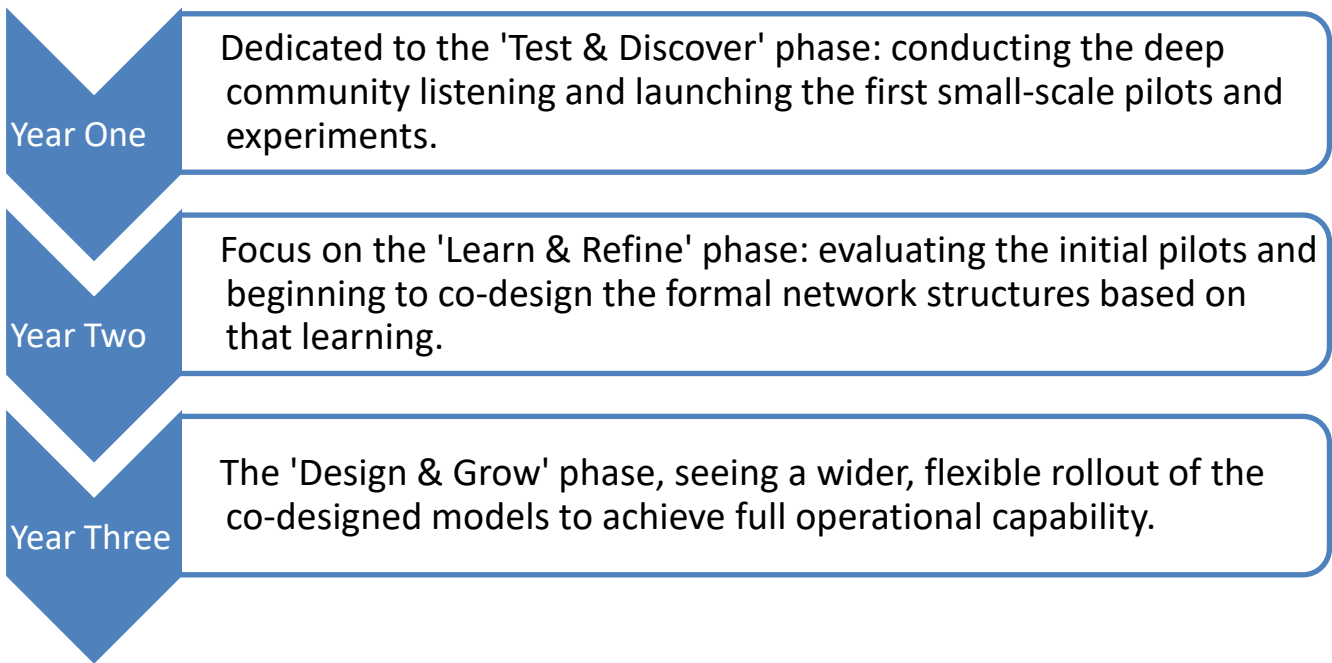 Year One
Dedicated to the 'Test & Discover' phase: conducting the deep
community listening and launching the first small-scale pilots and
experiments.
Year Two
Focus on the 'Learn & Refine' phase: evaluating the initial pilots and
beginning to co-design the formal network structures based on
that learning.
Year Three
The 'Design & Grow' phase, seeing a wider, flexible rollout of the
co-designed models to achieve full operational capability.